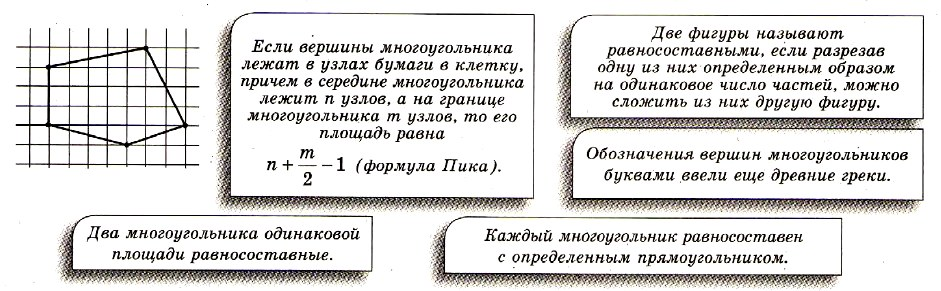 Если вершины многоугольника
лежат в узлах бумаги в клетку,
причем в середине многоугольника
лежит n узлов, а на границе
многоугольника m узлов, то его
площадь равна
n + m/2 − 1 (формула Пика).
Две фигуры называют
равносоставными, если разрезав
одну из них определенным образом
на одинаковое число частей, можно
сложить из них другую фигуру.
Обозначения вершин многоугольников
буквами ввели еще древние греки.
Два многоугольника одинаковой
площади равносоставные.
Каждый многоугольник равносоставен
с определенным прямоугольником.